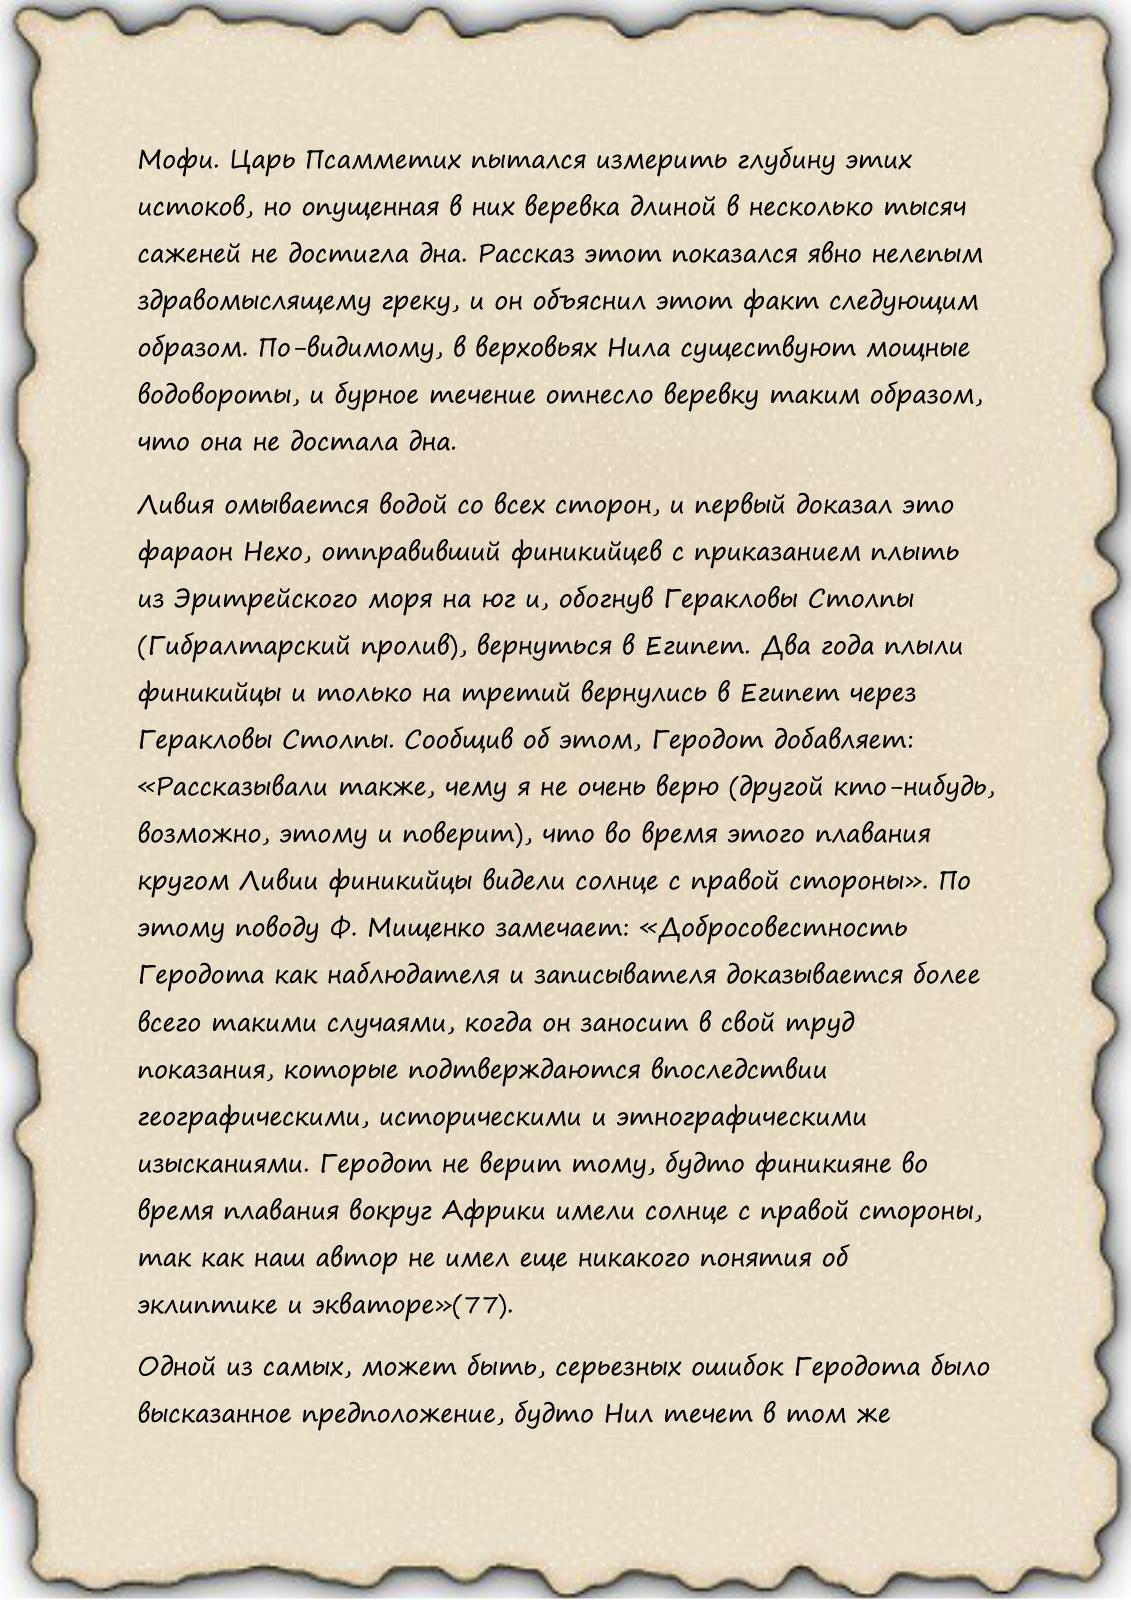 Мофи. Царь Псамметих пытался измерить глубину этих
истоков, но опущенная в них веревка длиной в несколько тысяч
саженей не достигла дна. Рассказ этот показался явно нелепым
здравомыслящему греку, и он объяснил этот факт следующим
образом. По-видимому, в верховьях Нила существуют мощные
водовороты, и бурное течение отнесло веревку таким образом,
что она не достала дна.
Ливия омывается водой со всех сторон, и первый доказал это
фараон Нехо, отправивший финикийцев с приказанием плыть
из Эритрейского моря на юг и, обогнув Геракловы Столпы
(Гибралтарский пролив), вернуться в Египет. Два года плыли
финикийцы и только на третий вернулись в Египет через
Геракловы Столпы. Сообщив об этом, Геродот добавляет:
«Рассказывали также, чему я не очень верю (другой кто-нибудь,
возможно, этому и поверит), что во время этого плавания
кругом Ливии финикийцы видели солнце с правой стороны». По
этому поводу Ф. Мищенко замечает: «Добросовестность
Геродота как наблюдателя и записывателя доказывается более
всего такими случаями, когда он заносит в свой труд
показания, которые подтверждаются впоследствии
географическими, историческими и этнографическими
изысканиями. Геродот не верит тому, будто финикияне во
время плавания вокруг Африки имели солнце с правой стороны,
так как наш автор не имел еще никакого понятия об
эклиптике и экваторе»(77).
Одной из самых, может быть, серьезных ошибок Геродота было
высказанное предположение, будто Нил течет в том же